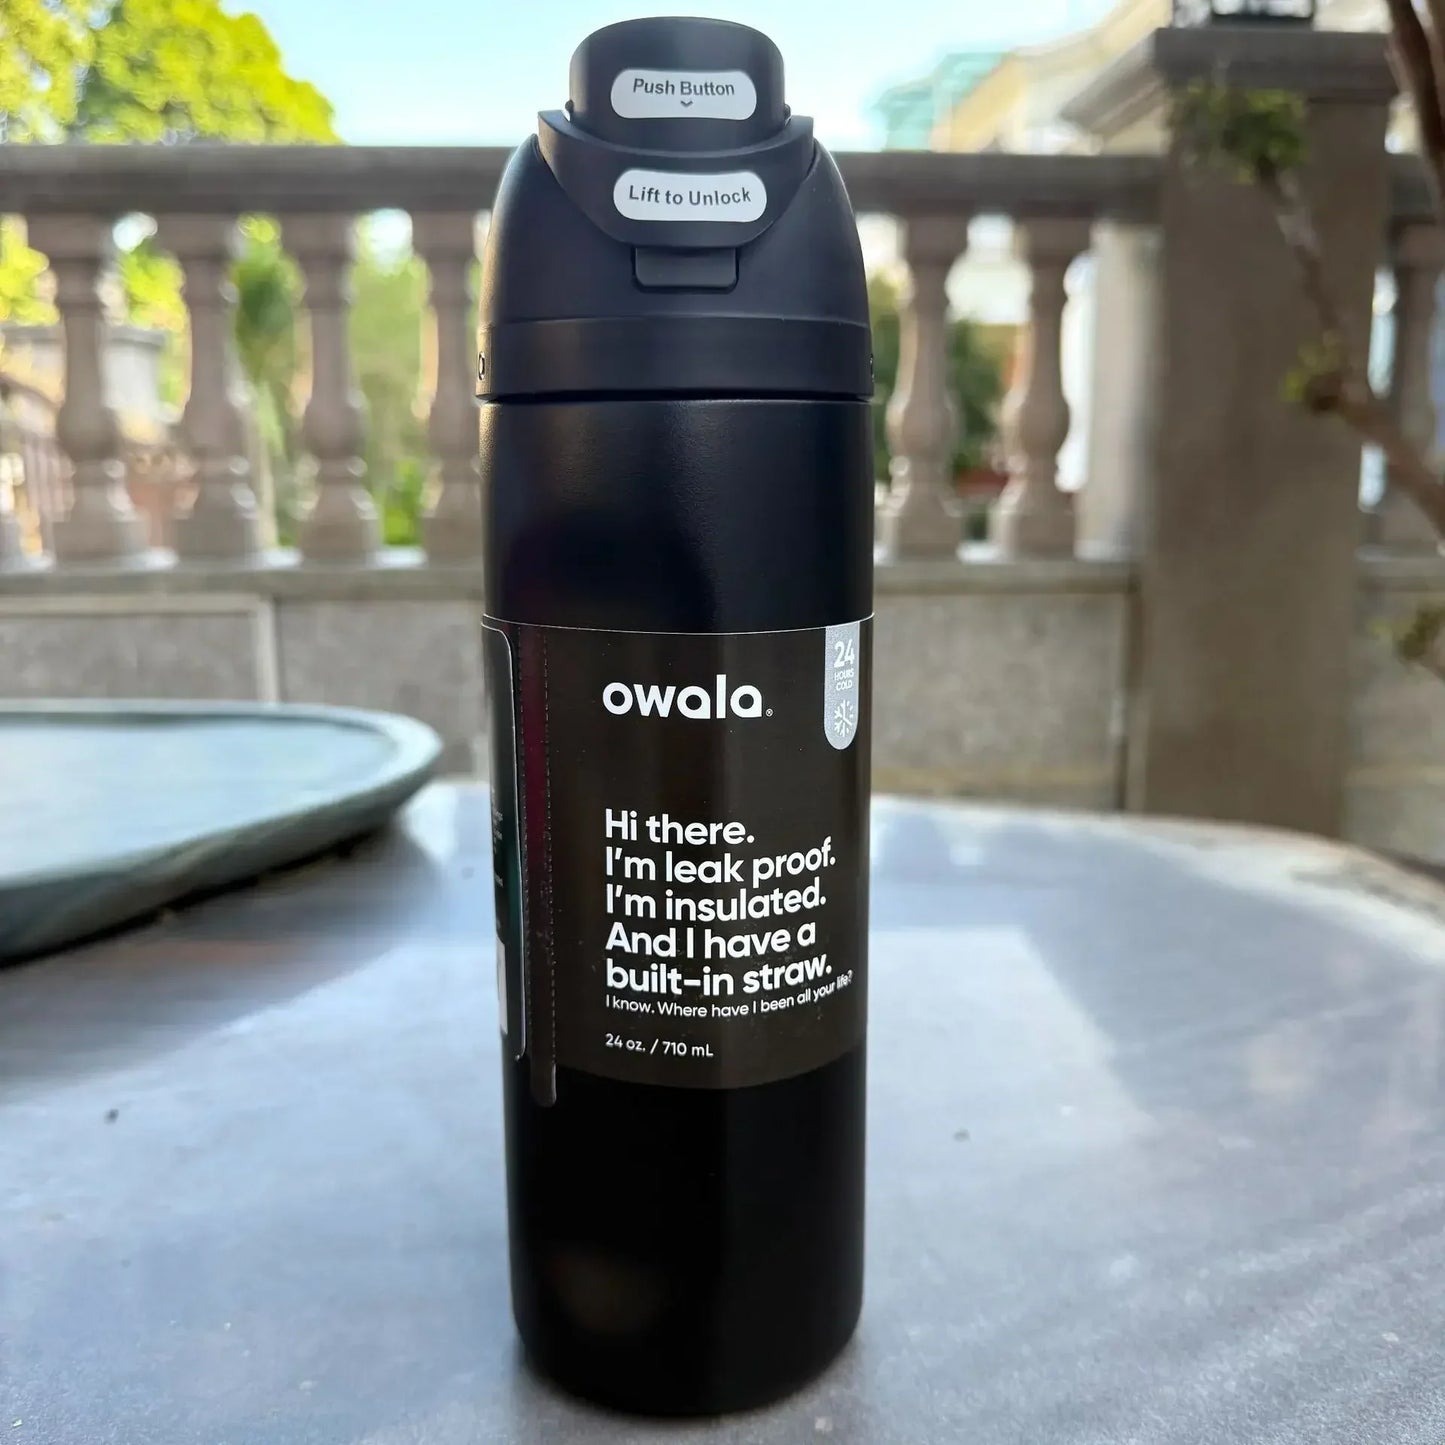 Push Button
Lift to Unlock
24
HOURS
COLD
owala®
Hi there.
I'm leak proof.
I'm insulated.
And I have a
built-in straw.
I know. Where have I been all your life?
24 oz. / 710 mL